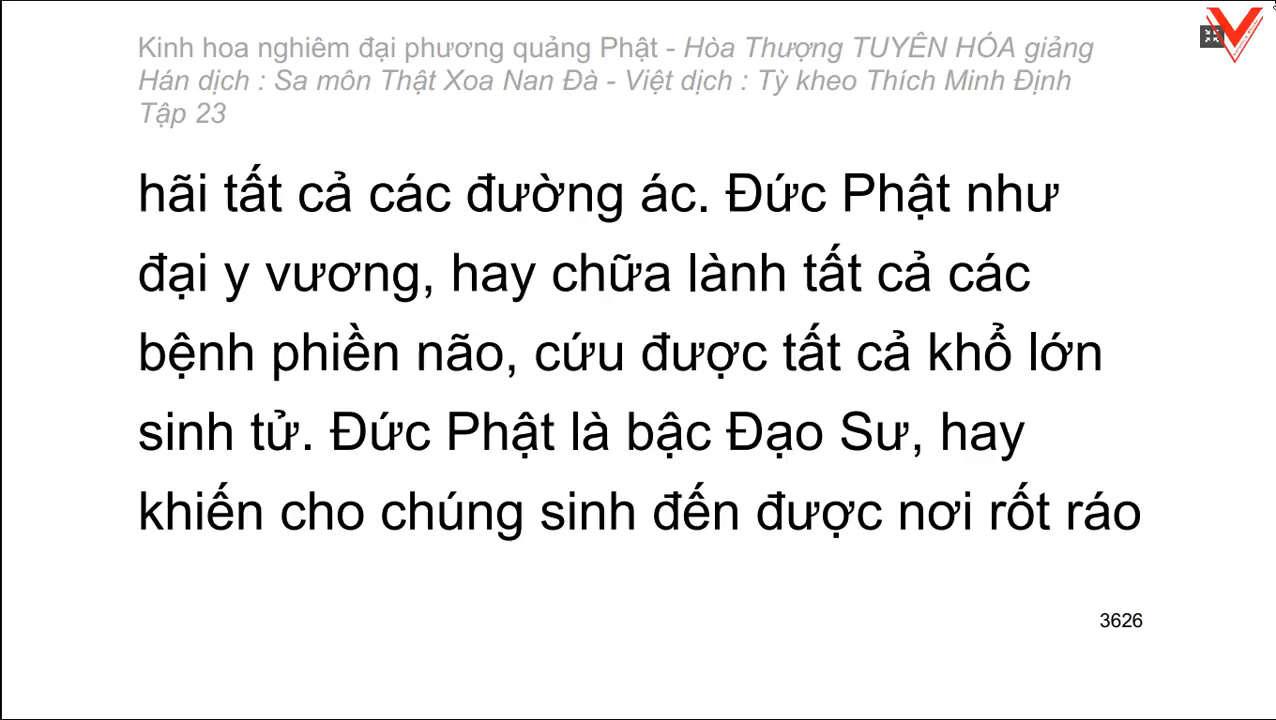 Kinh hoa nghiêm đại phương quảng Phật - Hòa Thượng TUYÊN HÓA giảng
Hán dịch : Sa môn Thật Xoa Nan Đà - Việt dịch : Tỳ kheo Thích Minh Định
Tập 23
hãi tất cả các đường ác. Đức Phật như
đại y vương, hay chữa lành tất cả các
bệnh phiền não, cứu được tất cả khổ lớn
sinh tử. Đức Phật là bậc Đạo Sư, hay
khiến cho chúng sinh đến được nơi rốt ráo
3626